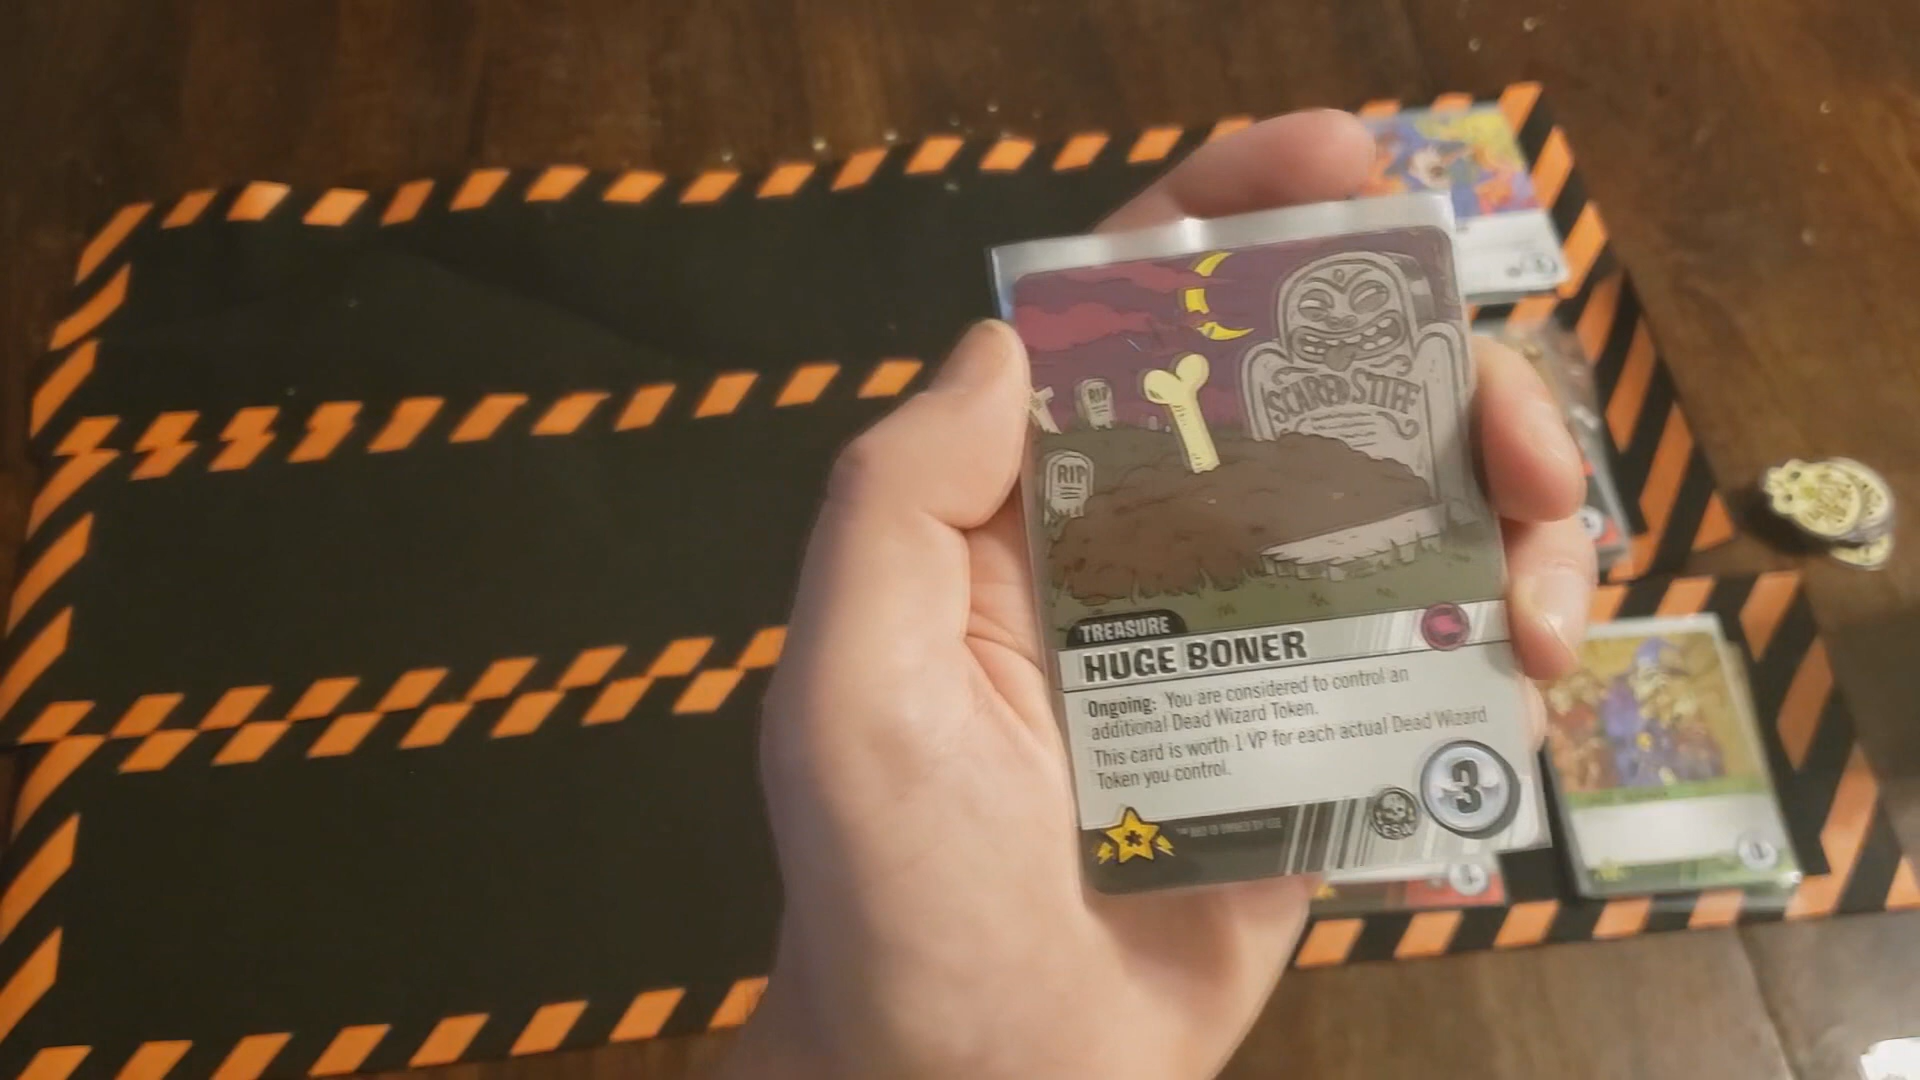 SCARED STIFF
RIP
RIP
TREASURE
HUGE BONER
Ongoing: You are considered to control an
additional Dead Wizard Token.
This card is worth 1 VP for each actual Dead Wizard
Token you control.
3
*
ESW